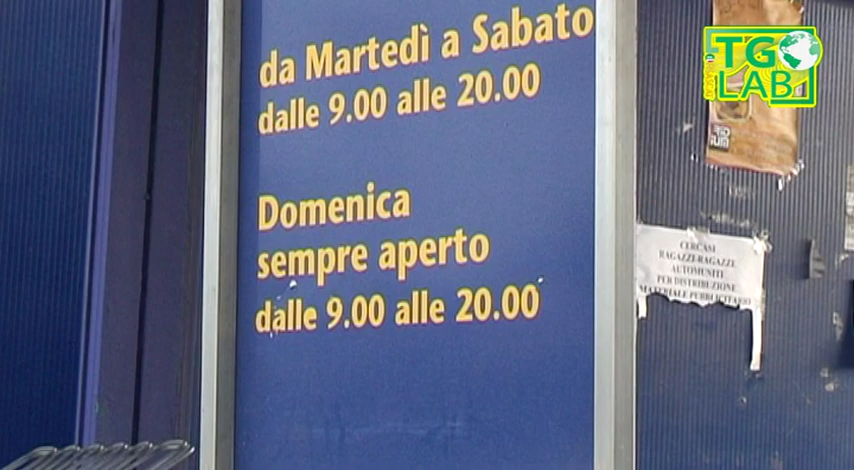 da Martedì a Sabato
dalle 9.00 alle 20.00
Domenica
sempre aperto
dalle 9.00 alle 20.00
TG
LAB
CERCASI
RAGAZZI-RAGAZZE
AUTOMUNITI
PER DISTRIBUZIONE
MATERIALE PUBBLICITARIO